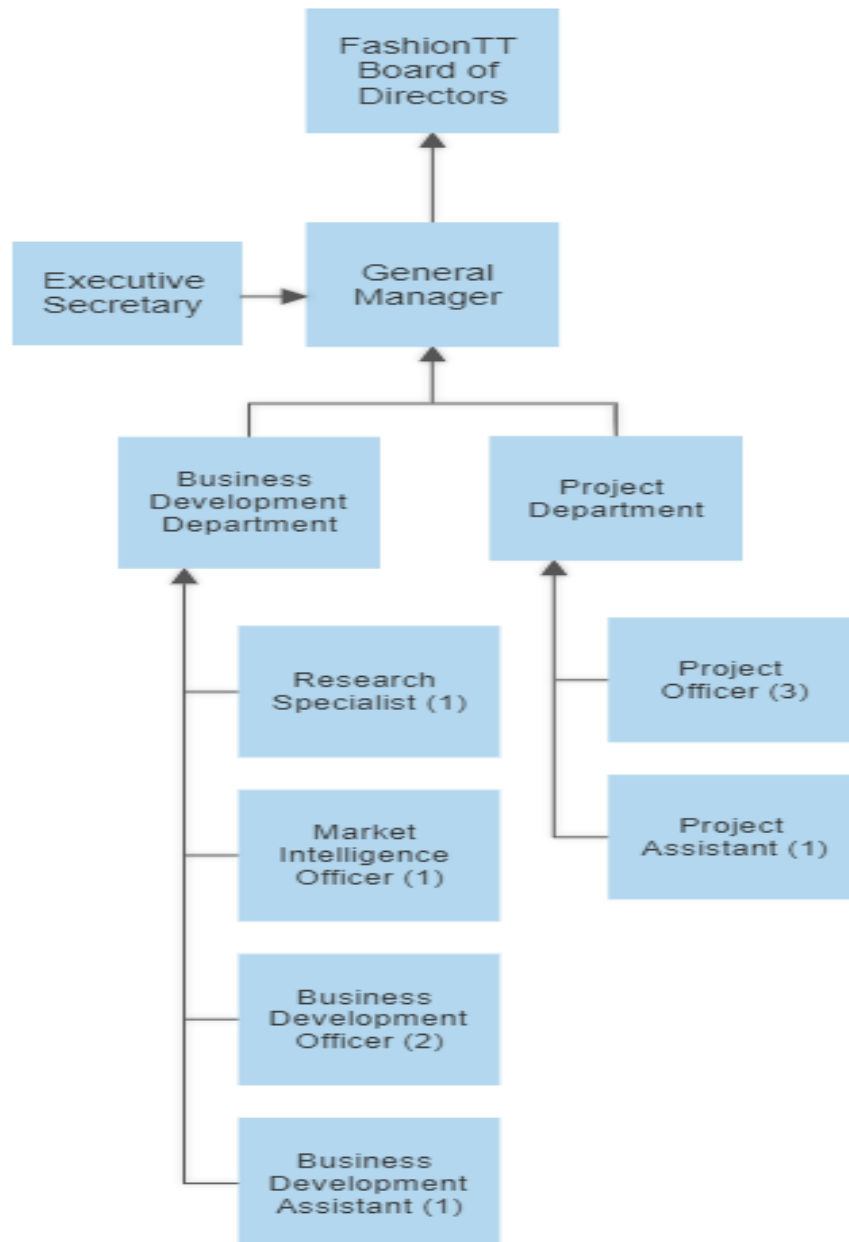 FashionTT
Board of
Directors
Executive
Secretary
General
Manager
Business
Development
Department
Project
Department
Research
Specialist (1)
Market
Intelligence
Officer (1)
Business
Development
Officer (2)
Business
Development
Assistant (1)
Project
Officer (3)
Project
Assistant (1)